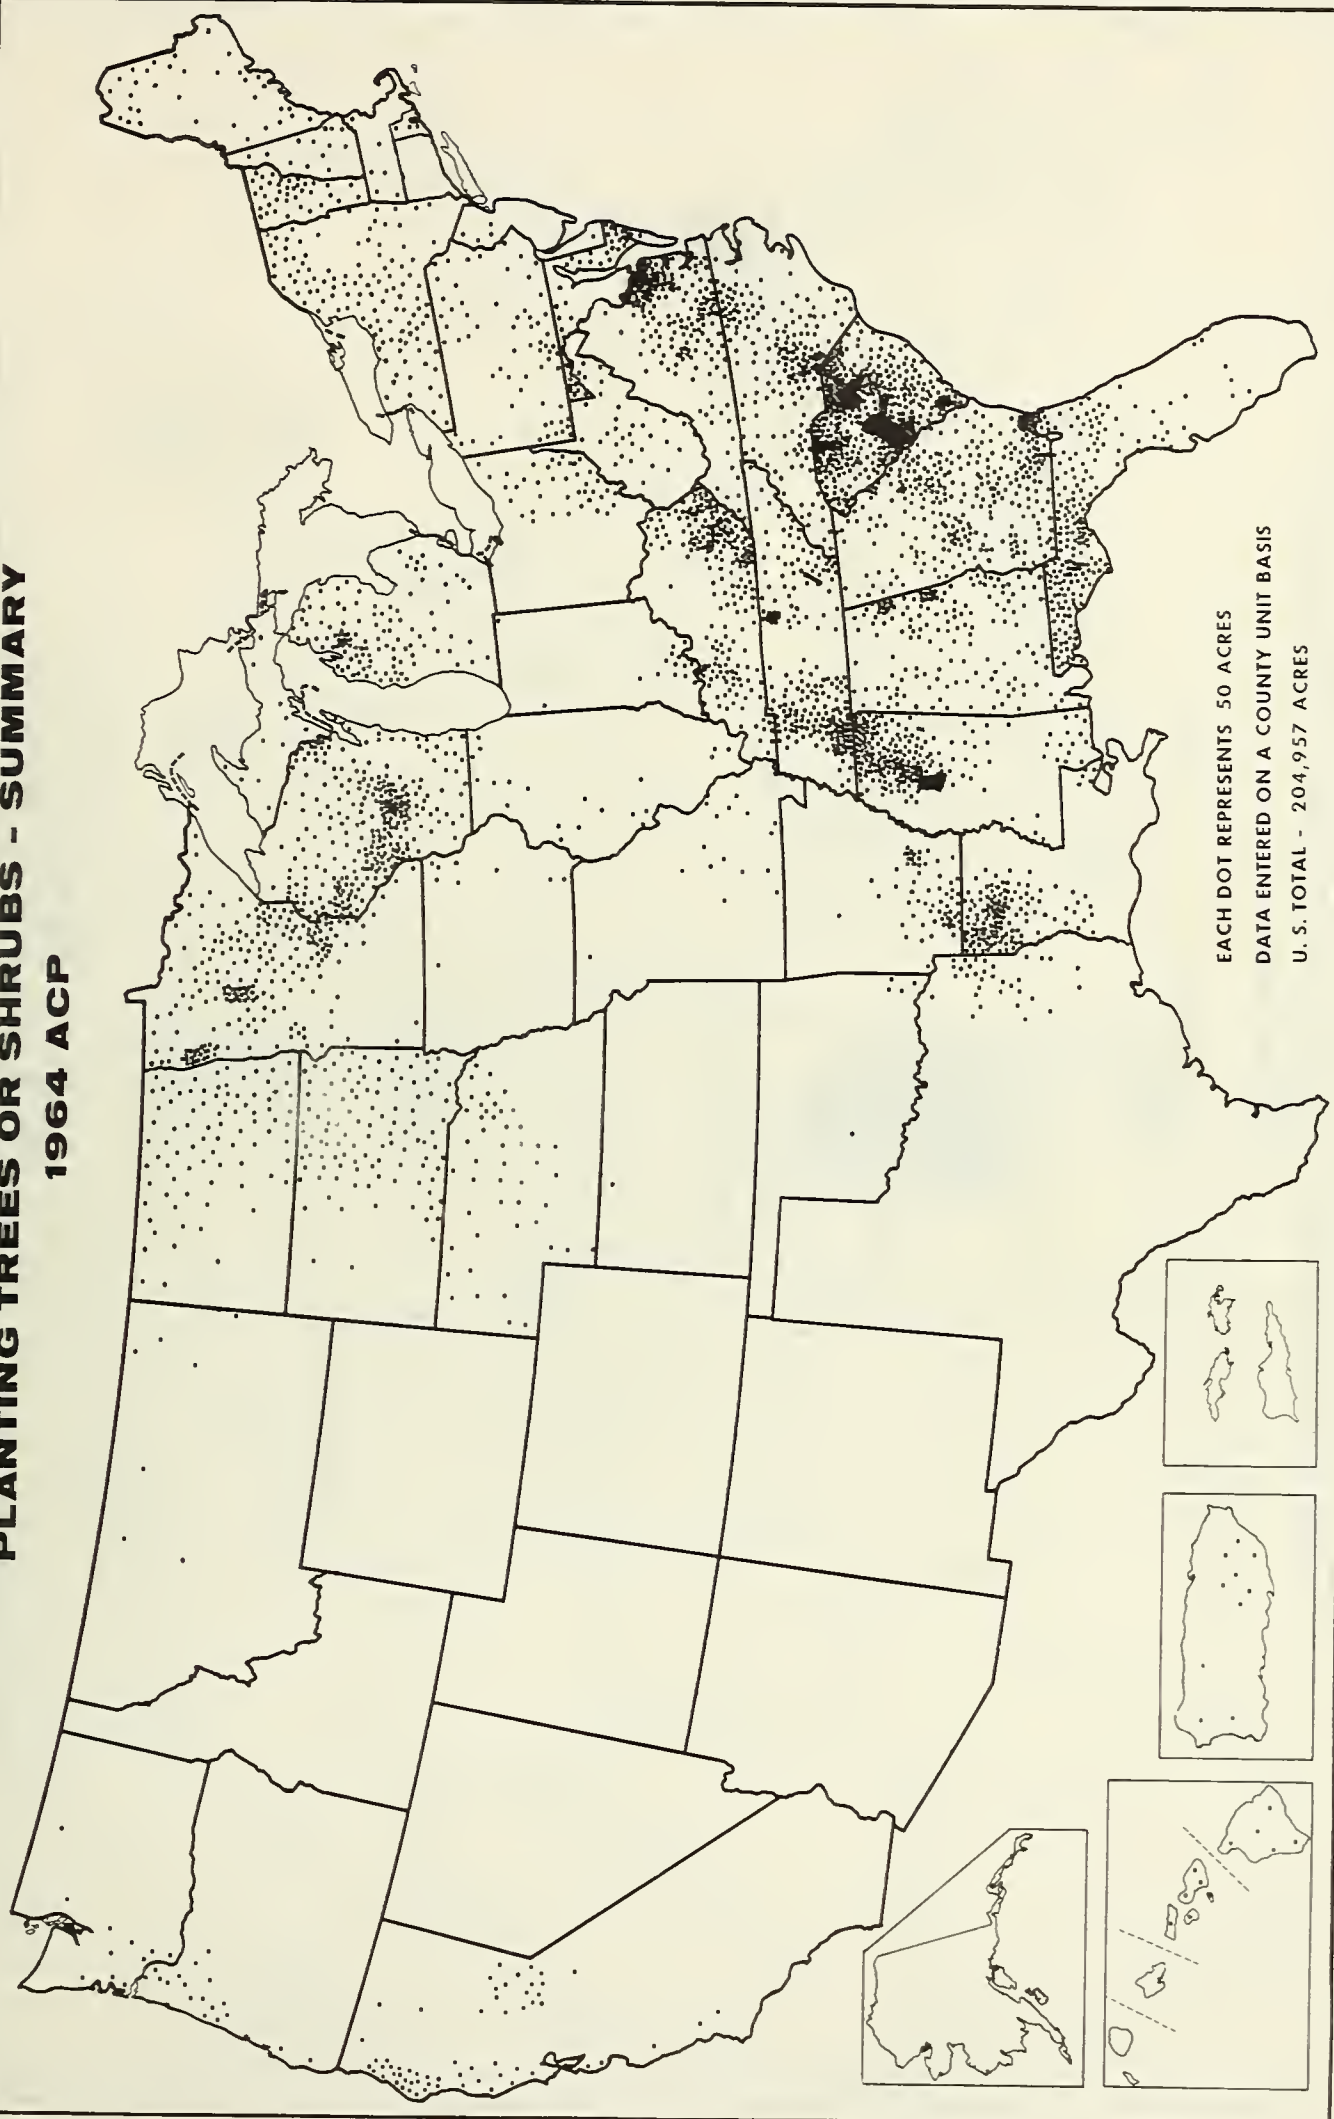 PLANTING TREES OR SHRUBS - SUMMARY
1964 ACP
EACH DOT REPRESENTS 50 ACRES
DATA ENTERED ON A COUNTY UNIT BASIS
U. S. TOTAL - 204,957 ACRES